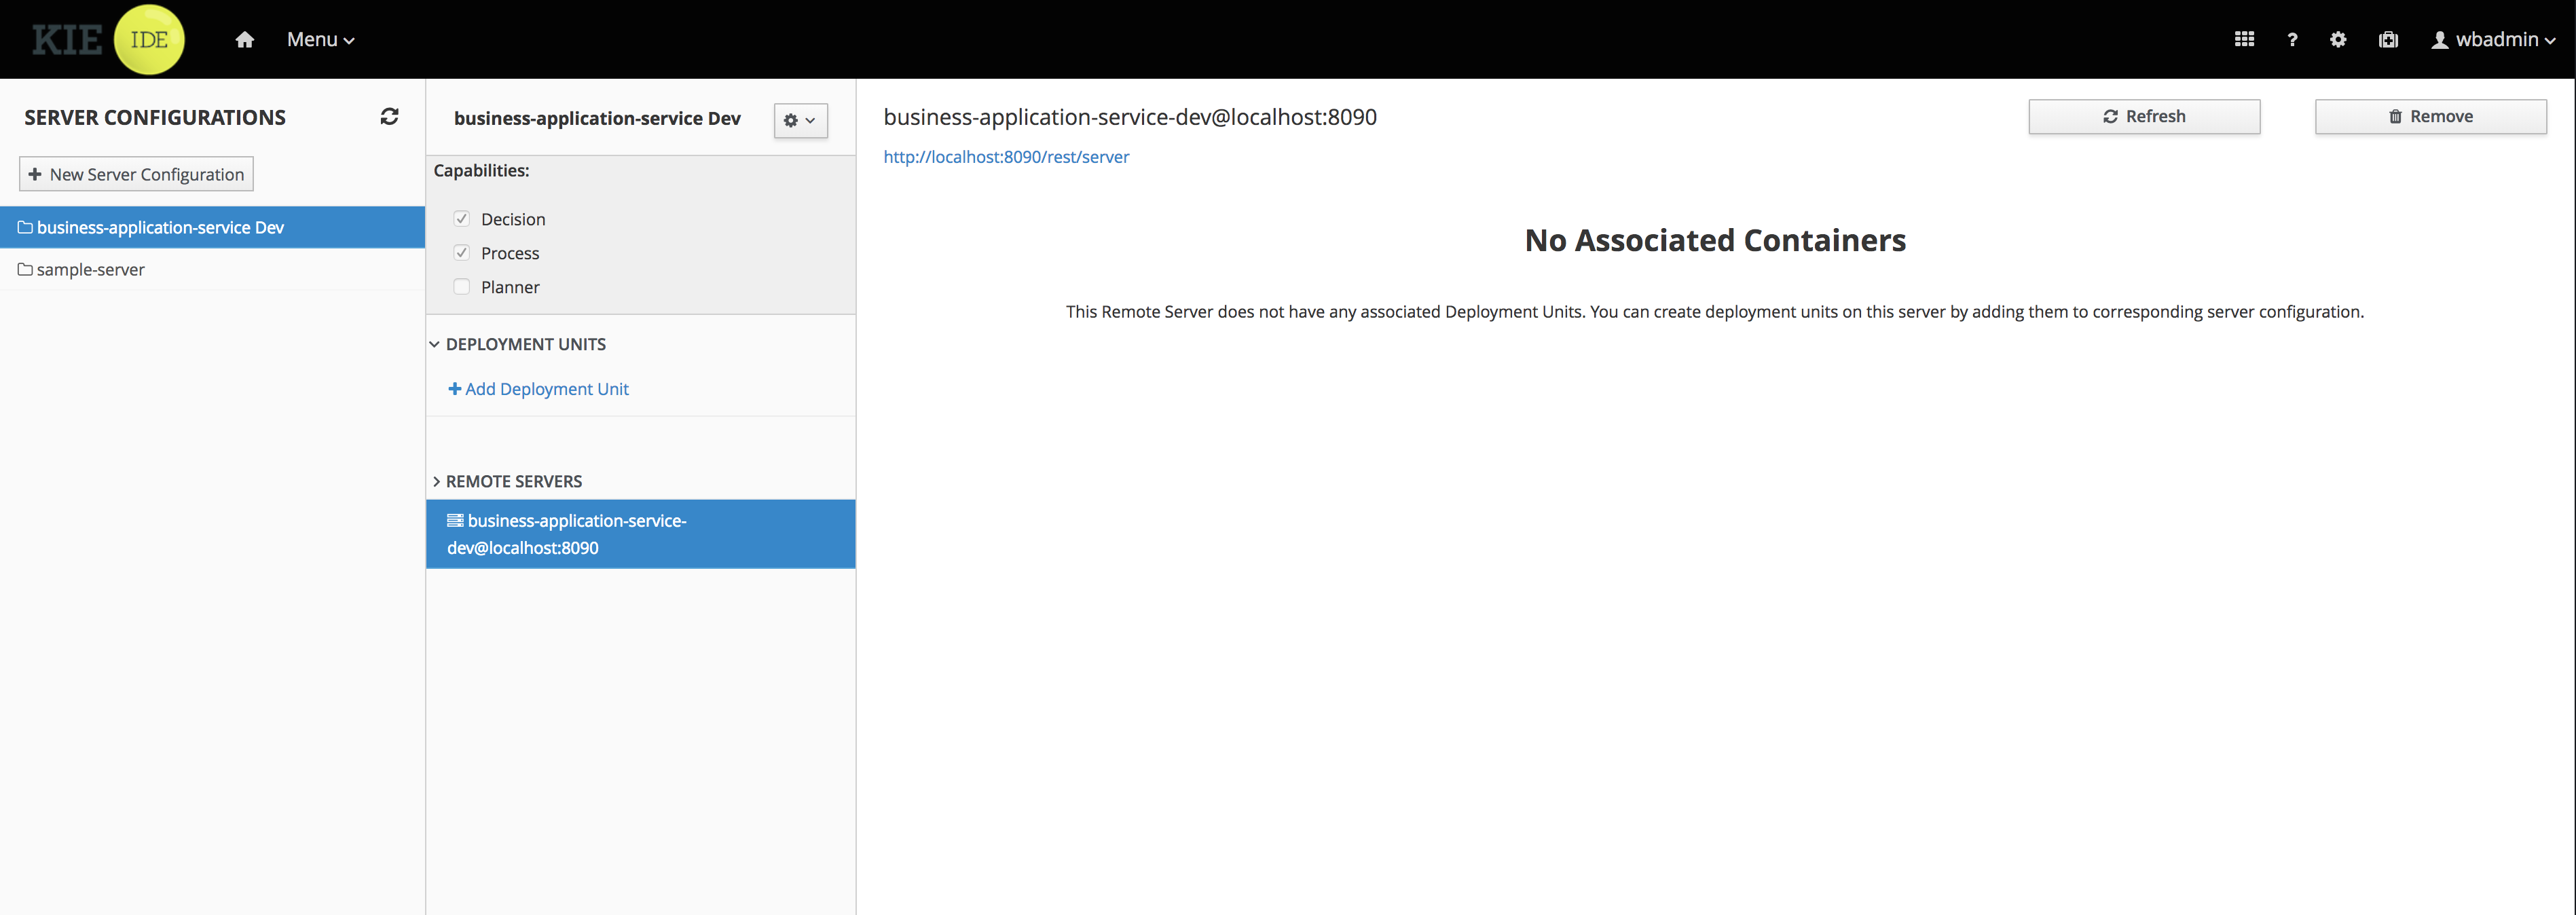 KIE IDE
Menu
?
wbadmin
SERVER CONFIGURATIONS
New Server Configuration
business-application-service Dev
sample-server
business-application-service Dev
Capabilities:
Decision
Process
Planner
DEPLOYMENT UNITS
Add Deployment Unit
REMOTE SERVERS
business-application-service-
dev@localhost:8090
business-application-service-dev@localhost:8090
http://localhost:8090/rest/server
Refresh
Remove
No Associated Containers
This Remote Server does not have any associated Deployment Units. You can create deployment units on this server by adding them to corresponding server configuration.